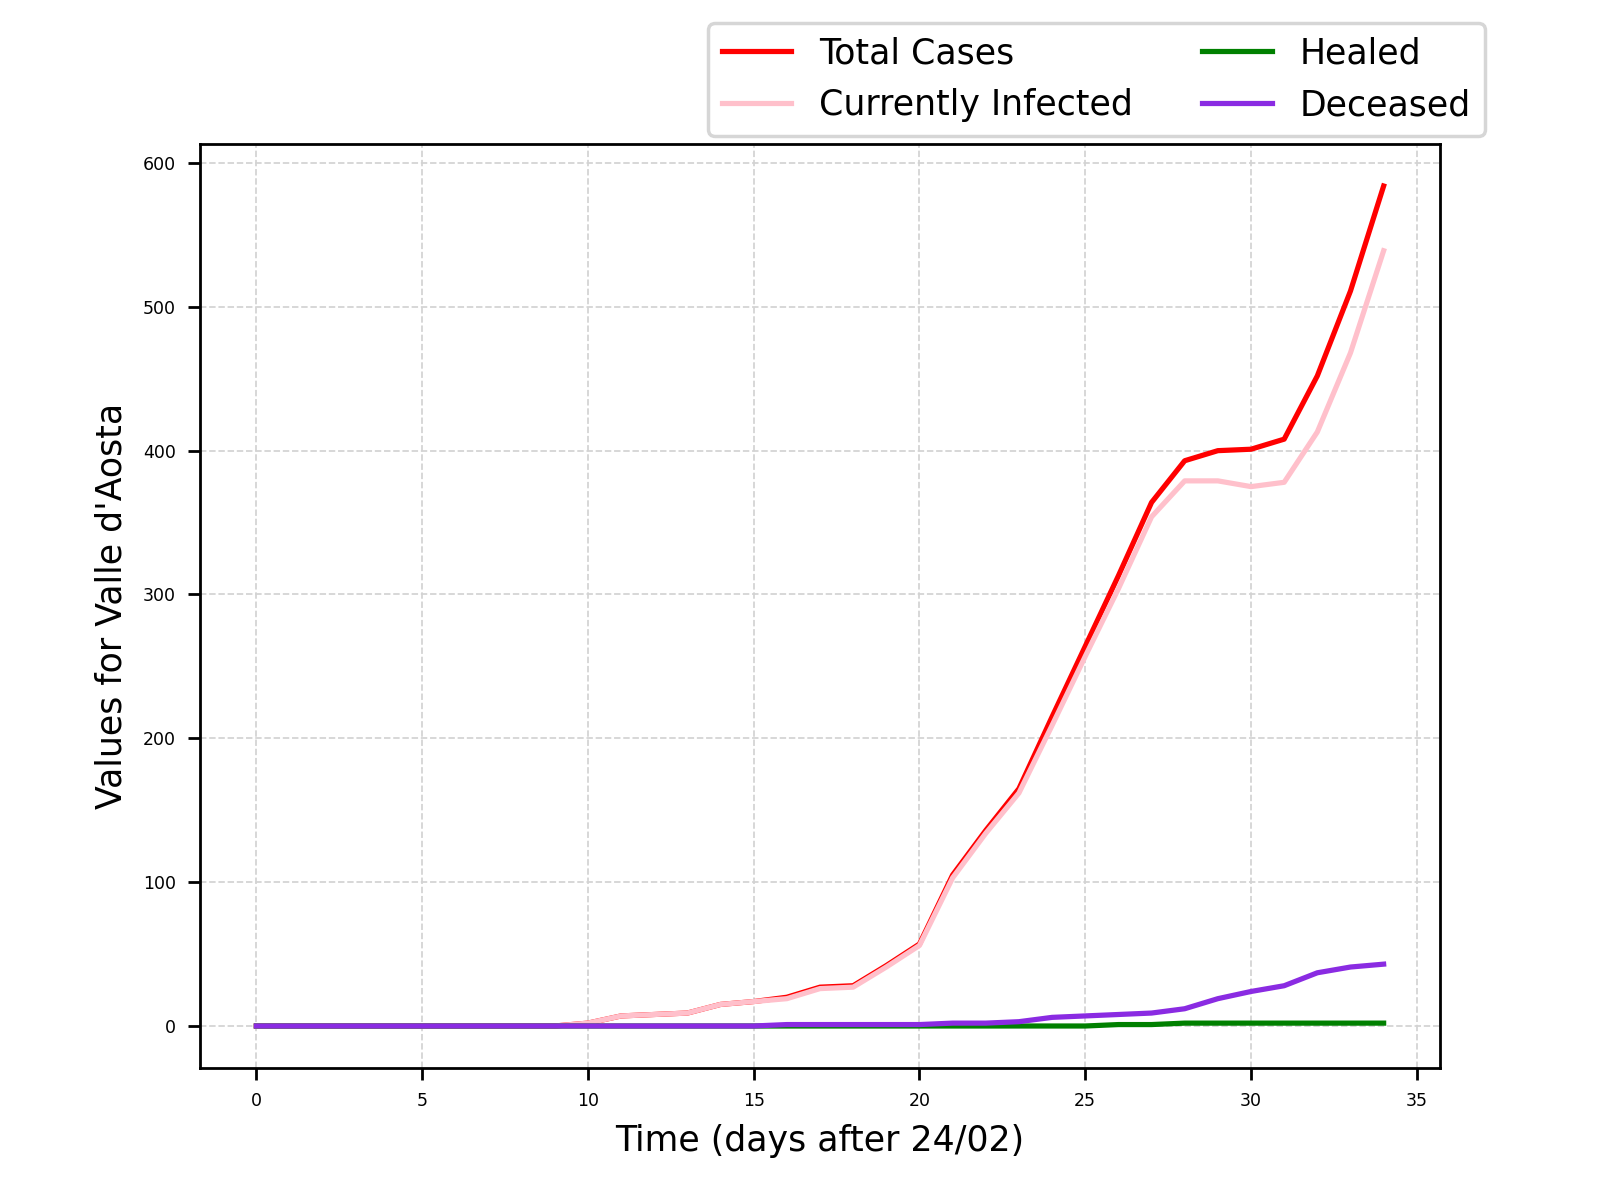 Total Cases
Currently Infected
Healed
Deceased
600
500
400
300
200
100
0
Values for Valle d'Aosta
0 5 10 15 20 25 30 35
Time (days after 24/02)